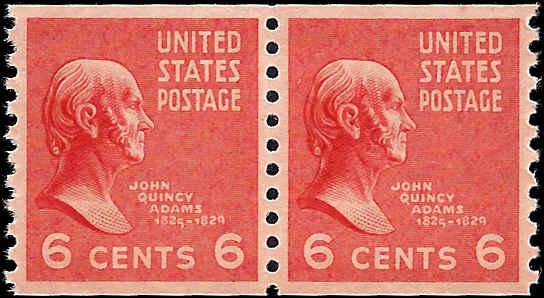 UNITED
STATES
POSTAGE
JOHN
QUINCY
ADAMS
1825-1829
6 CENTS 6
UNITED
STATES
POSTAGE
JOHN
QUINCY
ADAMS
1825-1829
6 CENTS 6